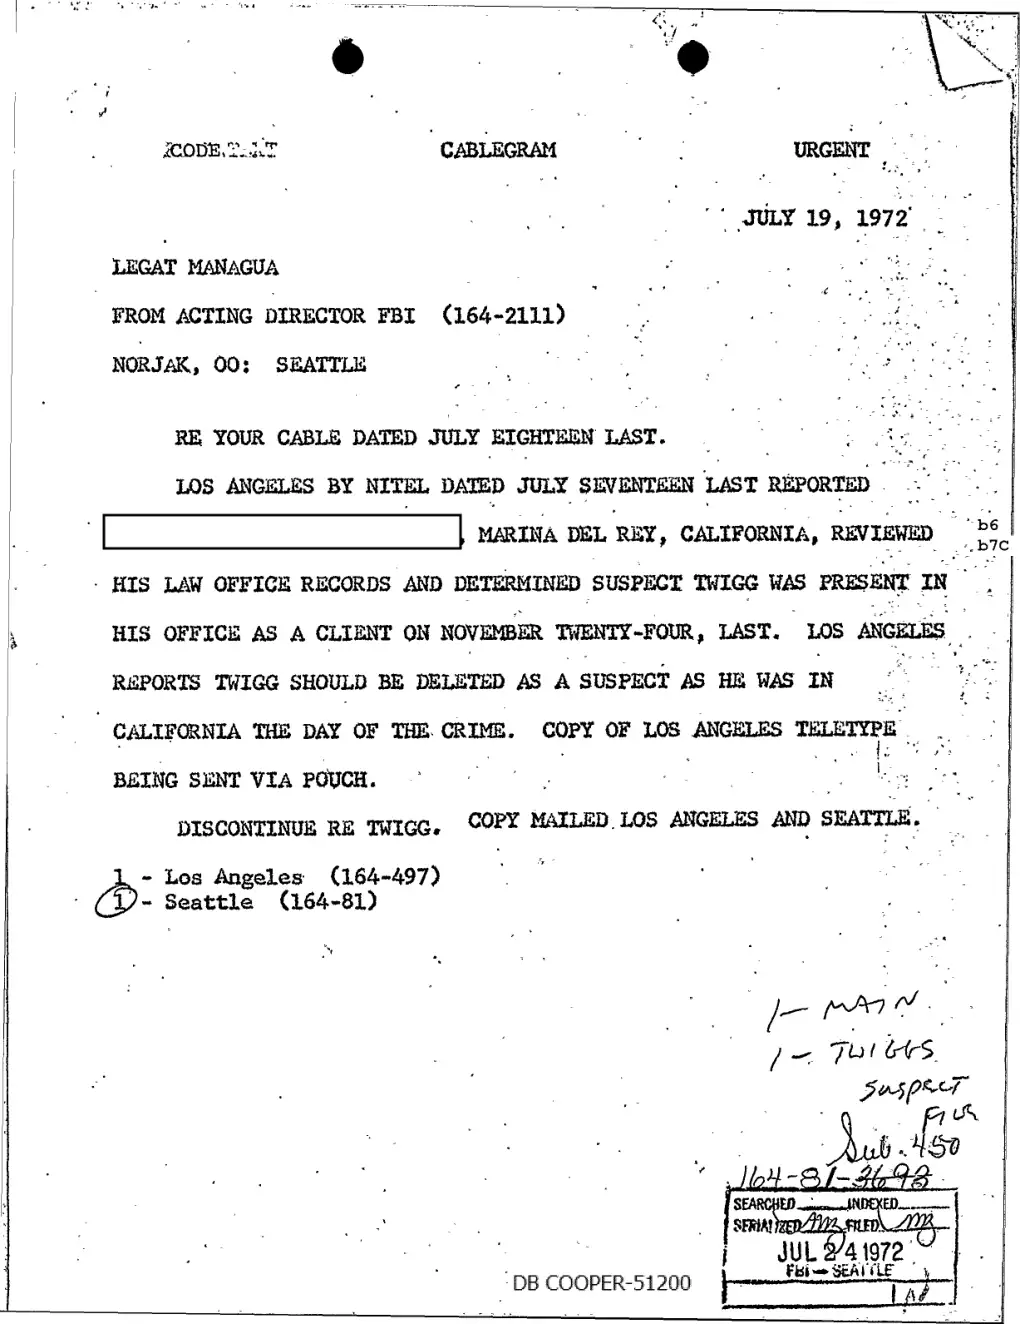 CABLEGRAM
URGENT
JULY 19, 1972
LEGAT MANAGUA
FROM ACTING DIRECTOR FBI (164-2111)
NORJAK, OO: SEATTLE
RE YOUR CABLE DATED JULY EIGHTEEN LAST.
LOS ANGELES BY NITEL DATED JULY SEVENTEEN LAST REPORTED
, MARINA DEL REY, CALIFORNIA, REVIEWED
b6
b7C
HIS LAW OFFICE RECORDS AND DETERMINED SUSPECT TWIGG WAS PRESENT IN
HIS OFFICE AS A CLIENT ON NOVEMBER TWENTY-FOUR, LAST. LOS ANGELES
REPORTS TWIGG SHOULD BE DELETED AS A SUSPECT AS HE WAS IN
CALIFORNIA THE DAY OF THE CRIME. COPY OF LOS ANGELES TELETYPE
BEING SENT VIA POUCH.
DISCONTINUE RE TWIGG. COPY MAILED LOS ANGELES AND SEATTLE.
1 - Los Angeles (164-497)
1 - Seattle (164-81)
1 - MAIN
1 - TWIGGS
SUSPECT
FILE
Sub. 450
164-81-3693
SEARCHED INDEXED
SERIALIZED FILED
JUL 24 1972
FBI - SEATTLE
DB COOPER-51200